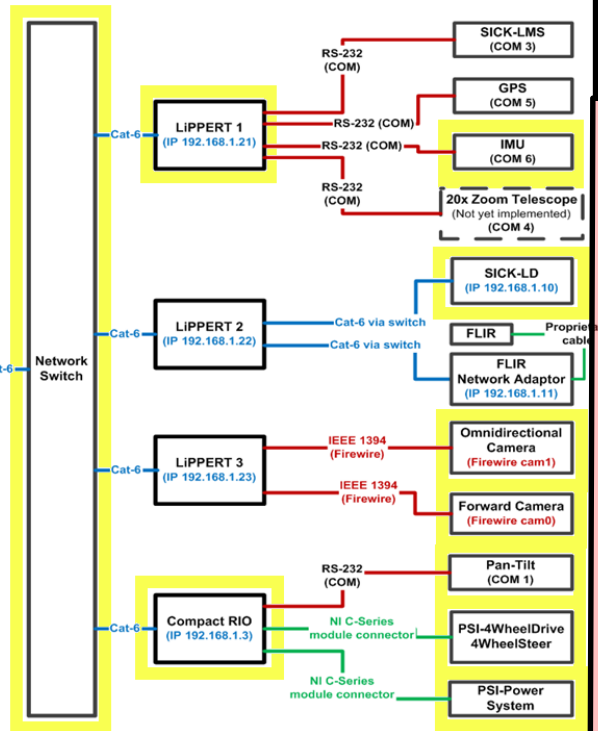 SICK-LMS
(COM 3)
RS-232
(COM)
GPS
(COM 5)
LiPPERT 1
(IP 192.168.1.21)
Cat-6
RS-232 (COM)
RS-232 (COM)
IMU
(COM 6)
RS-232
(COM)
20x Zoom Telescope
(Not yet implemented)
(COM 4)
SICK-LD
(IP 192.168.1.10)
LiPPERT 2
(IP 192.168.1.22)
Cat-6
Cat-6 via switch
Cat-6 via switch
FLIR
Proprieta
cable
Network
Switch
FLIR
Network Adaptor
(IP 192.168.1.11)
t-6
Omnidirectional
Camera
(Firewire cam1)
IEEE 1394
(Firewire)
LiPPERT 3
(IP 192.168.1.23)
Cat-6
IEEE 1394
(Firewire)
Forward Camera
(Firewire cam0)
RS-232
(COM)
Pan-Tilt
(COM 1)
Compact RIO
(IP 192.168.1.3)
Cat-6
NI C-Series
module connector
PSI-4WheelDrive
4WheelSteer
NI C-Series
module connector
PSI-Power
System